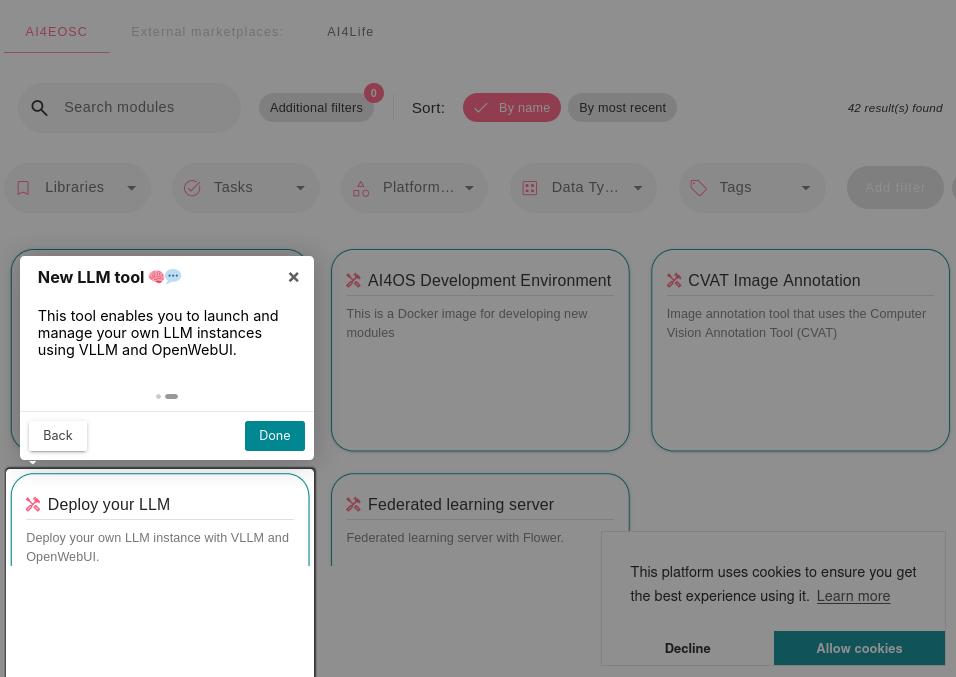 AI4EOSC
External marketplaces:
AI4Life
Search modules
Additional filters
0
Sort:
By name
By most recent
42 result(s) found
Libraries
Tasks
Platform...
Data Ty...
Tags
Add filter
New LLM tool 🧠💬
×
This tool enables you to launch and
manage your own LLM instances
using VLLM and OpenWebUI.
Back
Done
AI4OS Development Environment
This is a Docker image for developing new
modules
CVAT Image Annotation
Image annotation tool that uses the Computer
Vision Annotation Tool (CVAT)
Deploy your LLM
Deploy your own LLM instance with VLLM and
OpenWebUI.
Federated learning server
Federated learning server with Flower.
This platform uses cookies to ensure you get
the best experience using it. Learn more
Decline
Allow cookies